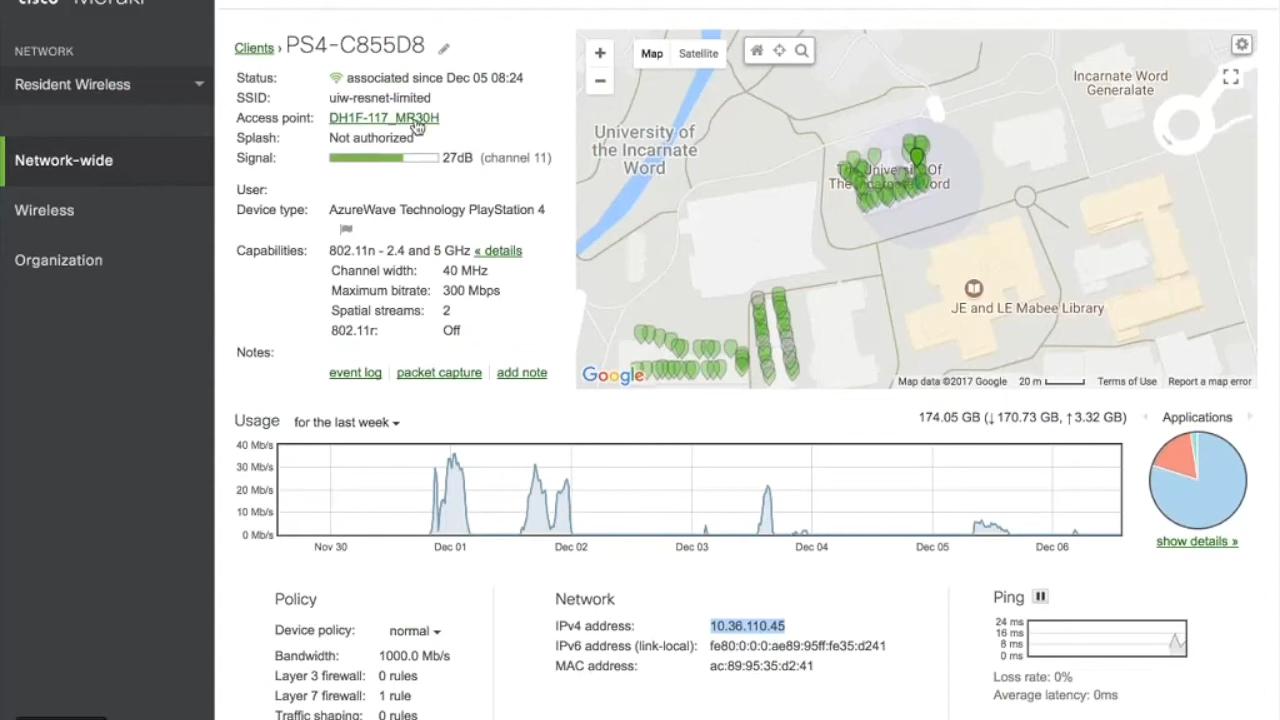 cisco Meraki
NETWORK
Resident Wireless
Network-wide
Wireless
Organization
Clients › PS4-C855D8
Status: associated since Dec 05 08:24
SSID: uiw-resnet-limited
Access point: DH1F-117_MR30H
Splash: Not authorized
Signal: 27dB (channel 11)
User:
Device type: AzureWave Technology PlayStation 4
Capabilities: 802.11n - 2.4 and 5 GHz « details
Channel width: 40 MHz
Maximum bitrate: 300 Mbps
Spatial streams: 2
802.11r: Off
Notes:
event log packet capture add note
+ Map Satellite
−
Incarnate Word
Generalate
University of
the Incarnate
Word
The University Of
The Incarnate Word
JE and LE Mabee Library
Google
Map data ©2017 Google 20 m Terms of Use Report a map error
Usage for the last week
174.05 GB (↓ 170.73 GB, ↑ 3.32 GB)
Applications
40 Mb/s
30 Mb/s
20 Mb/s
10 Mb/s
0 Mb/s
Nov 30 Dec 01 Dec 02 Dec 03 Dec 04 Dec 05 Dec 06
show details »
Policy
Device policy: normal
Bandwidth: 1000.0 Mb/s
Layer 3 firewall: 0 rules
Layer 7 firewall: 1 rule
Traffic shaping: 0 rules
Network
IPv4 address: 10.36.110.45
IPv6 address (link-local): fe80:0:0:0:ae89:95ff:fe35:d241
MAC address: ac:89:95:35:d2:41
Ping
24 ms
16 ms
8 ms
0 ms
Loss rate: 0%
Average latency: 0ms